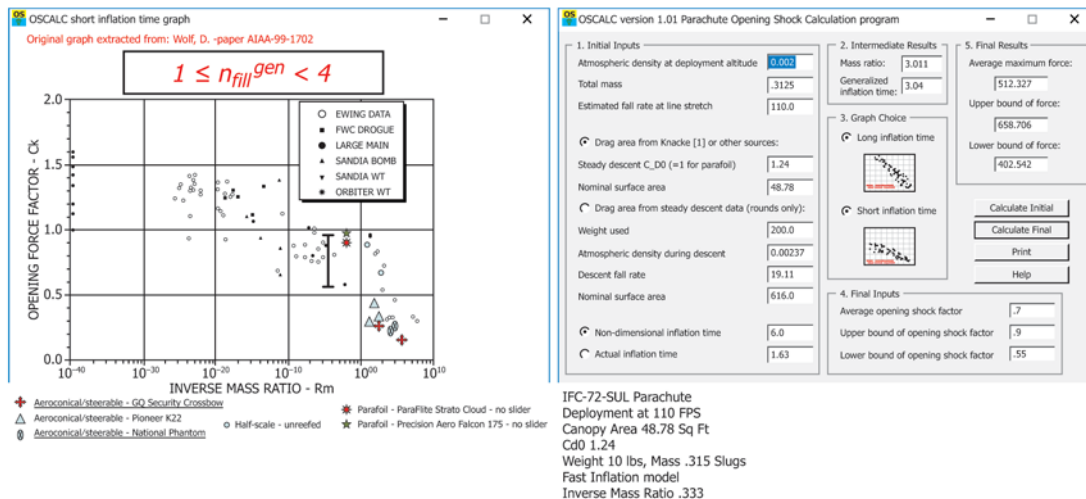 OSCALC short inflation time graph
Original graph extracted from: Wolf, D. -paper AIAA-99-1702
1 ≤ n_fill^gen < 4
OPENING FORCE FACTOR - Ck
2.0
1.5
1.0
0.5
0.0
EWING DATA
FWC DROGUE
LARGE MAIN
SANDIA BOMB
SANDIA WT
ORBITER WT
10⁻⁴⁰
10⁻³⁰
10⁻²⁰
10⁻¹⁰
10⁰⁰
10¹⁰
INVERSE MASS RATIO - Rm
Aeroconical/steerable - GQ Security Crossbow
Aeroconical/steerable - Pioneer K22
Aeroconical/steerable - National Phantom
Half-scale - unreefed
Parafoil - ParaFlite Strato Cloud - no slider
Parafoil - Precision Aero Falcon 175 - no slider
OSCALC version 1.01 Parachute Opening Shock Calculation program
1. Initial Inputs
Atmospheric density at deployment altitude 0.002
Total mass .3125
Estimated fall rate at line stretch 110.0
Drag area from Knacke [1] or other sources:
Steady descent C_D0 (=1 for parafoil) 1.24
Nominal surface area 48.78
Drag area from steady descent data (rounds only):
Weight used 200.0
Atmospheric density during descent 0.00237
Descent fall rate 19.11
Nominal surface area 616.0
Non-dimensional inflation time 6.0
Actual inflation time 1.63
2. Intermediate Results
Mass ratio: 3.011
Generalized
inflation time: 3.04
3. Graph Choice
Long inflation time
Short inflation time
5. Final Results
Average maximum force:
512.327
Upper bound of force:
658.706
Lower bound of force:
402.542
Calculate Initial
Calculate Final
Print
Help
4. Final Inputs
Average opening shock factor .7
Upper bound of opening shock factor .9
Lower bound of opening shock factor .55
IFC-72-SUL Parachute
Deployment at 110 FPS
Canopy Area 48.78 Sq Ft
Cd0 1.24
Weight 10 lbs, Mass .315 Slugs
Fast Inflation model
Inverse Mass Ratio .333